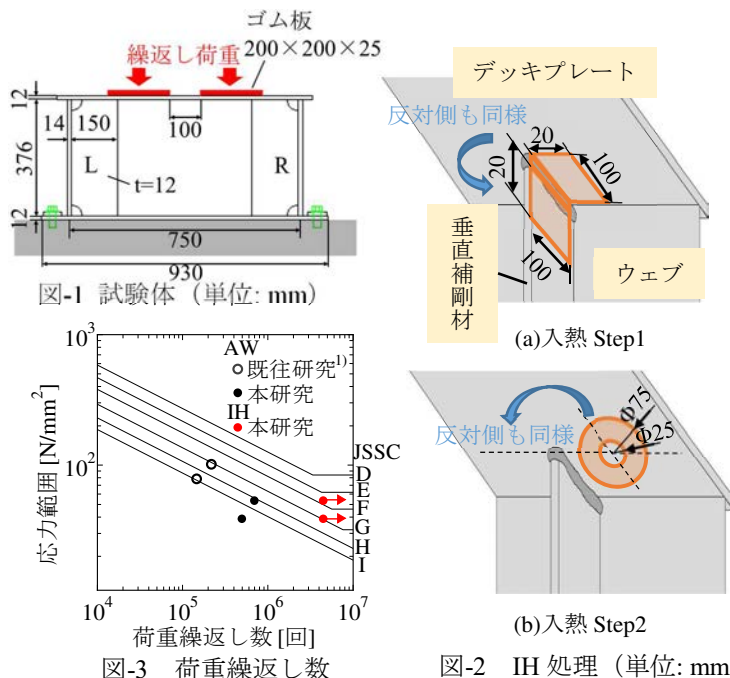 ゴム板
200×200×25
繰返し荷重
12
14
150
100
376
L
R
t=12
12
750
930
図-1 試験体（単位: mm）
デッキプレート
反対側も同様
20
20
100
100
垂直補剛材
ウェブ
(a)入熱 Step1
反対側も同様
Φ75
Φ25
(b)入熱 Step2
図-2 IH 処理（単位: mm
応力範囲 [N/mm²]
10³
10²
AW
既往研究¹⁾
本研究
IH
本研究
JSSC
D
E
F
G
H
I
10⁴ 10⁵ 10⁶ 10⁷
荷重繰返し数 [回]
図-3 荷重繰返し数